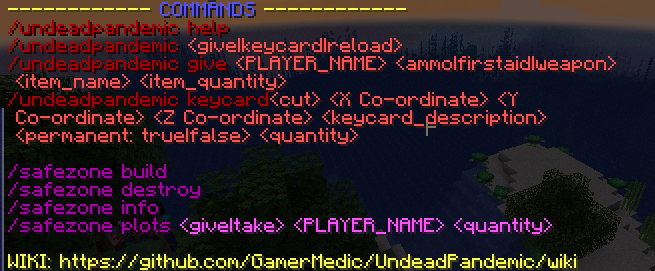 ------------ COMMANDS ------------
/undeadpandemic help
/undeadpandemic <give|keycard|reload>
/undeadpandemic give <PLAYER_NAME> <ammo|firstaid|weapon>
<item_name> <item_quantity>
/undeadpandemic keycard<cut> <X Co-ordinate> <Y
Co-ordinate> <Z Co-ordinate> <keycard_description>
<permanent: true|false> <quantity>
/safezone build
/safezone destroy
/safezone info
/safezone plots <give|take> <PLAYER_NAME> <quantity>
WIKI: https://github.com/GamerMedic/UndeadPandemic/wiki